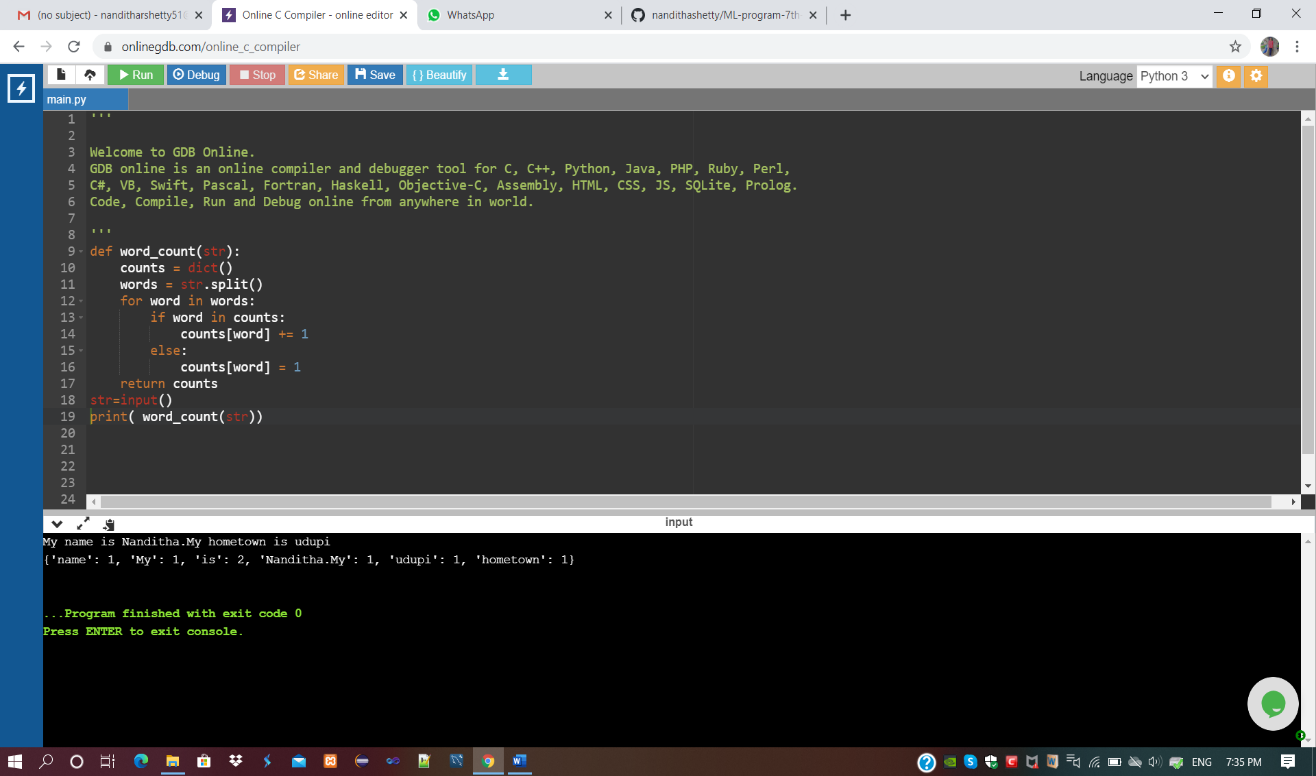 (no subject) - nanditharshetty51
Online C Compiler - online editor
WhatsApp
nandithashetty/ML-program-7th-
onlinegdb.com/online_c_compiler
Run
Debug
Stop
Share
Save
{ } Beautify
Language Python 3
main.py
1 '''
2
3 Welcome to GDB Online.
4 GDB online is an online compiler and debugger tool for C, C++, Python, Java, PHP, Ruby, Perl,
5 C#, VB, Swift, Pascal, Fortran, Haskell, Objective-C, Assembly, HTML, CSS, JS, SQLite, Prolog.
6 Code, Compile, Run and Debug online from anywhere in world.
7
8 '''
9 def word_count(str):
10 counts = dict()
11 words = str.split()
12 for word in words:
13 if word in counts:
14 counts[word] += 1
15 else:
16 counts[word] = 1
17 return counts
18 str=input()
19 print( word_count(str))
20
21
22
23
24
input
My name is Nanditha.My hometown is udupi
{'name': 1, 'My': 1, 'is': 2, 'Nanditha.My': 1, 'udupi': 1, 'hometown': 1}
...Program finished with exit code 0
Press ENTER to exit console.
ENG 7:35 PM